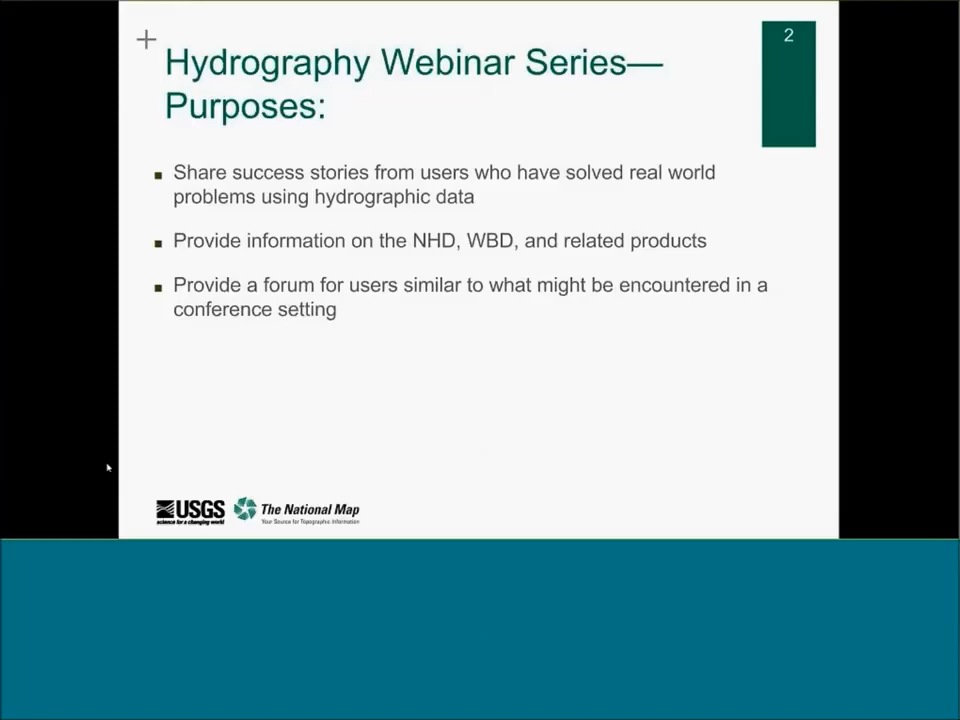 2
+
Hydrography Webinar Series—
Purposes:
Share success stories from users who have solved real world
problems using hydrographic data
Provide information on the NHD, WBD, and related products
Provide a forum for users similar to what might be encountered in a
conference setting
USGS
science for a changing world
The National Map
Your Source for Topographic Information